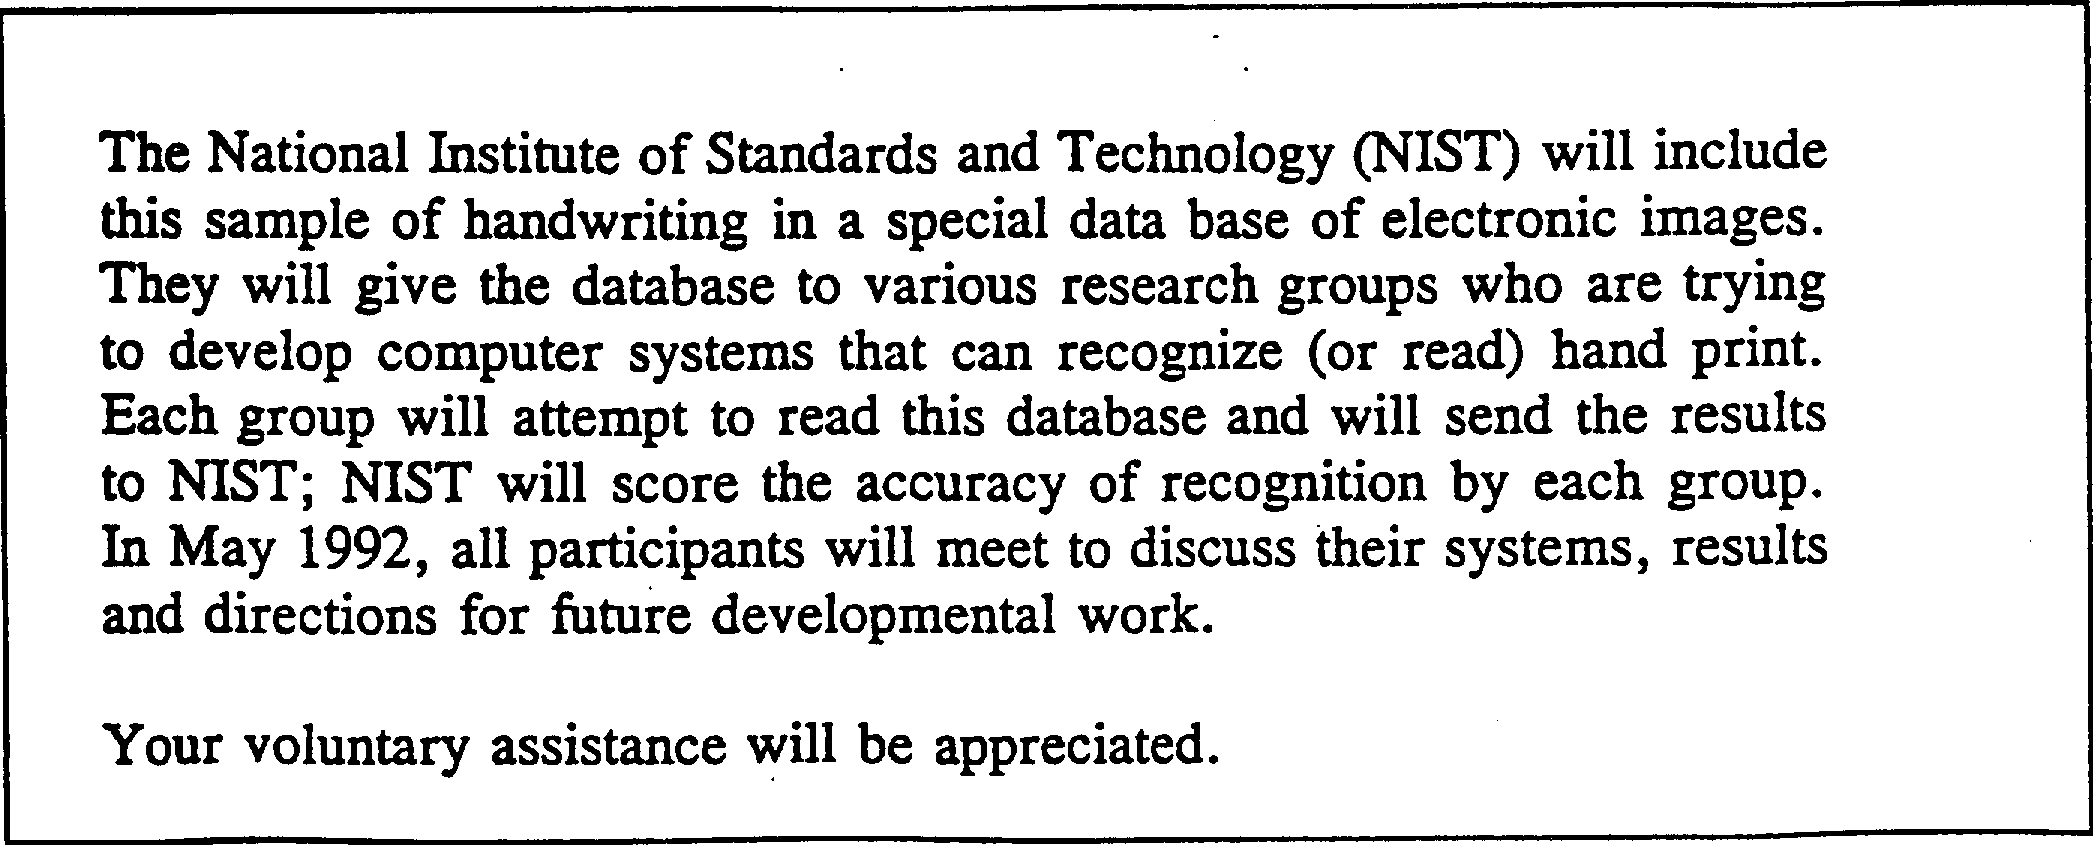 The National Institute of Standards and Technology (NIST) will include
this sample of handwriting in a special data base of electronic images.
They will give the database to various research groups who are trying
to develop computer systems that can recognize (or read) hand print.
Each group will attempt to read this database and will send the results
to NIST; NIST will score the accuracy of recognition by each group.
In May 1992, all participants will meet to discuss their systems, results
and directions for future developmental work.
Your voluntary assistance will be appreciated.